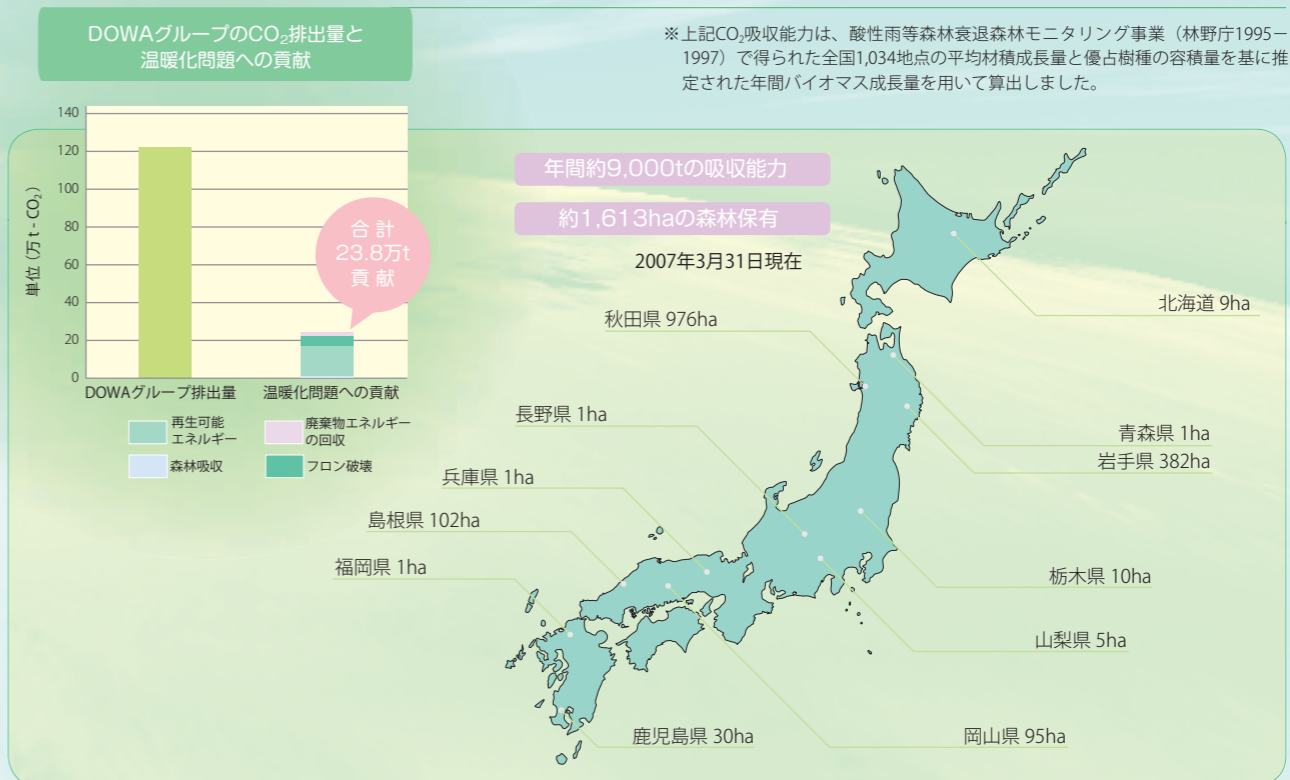 DOWAグループのCO₂排出量と
温暖化問題への貢献
※上記CO₂吸収能力は、酸性雨等森林衰退森林モニタリング事業（林野庁1995－
1997）で得られた全国1,034地点の平均材積成長量と優占樹種の容積量を基に推
定された年間バイオマス成長量を用いて算出しました。
単位（万t - CO₂）
140
120
100
80
60
40
20
0
合計
23.8万t
貢献
DOWAグループ排出量
温暖化問題への貢献
再生可能
エネルギー
廃棄物エネルギー
の回収
森林吸収
フロン破壊
年間約9,000tの吸収能力
約1,613haの森林保有
2007年3月31日現在
北海道 9ha
秋田県 976ha
長野県 1ha
青森県 1ha
岩手県 382ha
兵庫県 1ha
島根県 102ha
福岡県 1ha
栃木県 10ha
山梨県 5ha
鹿児島県 30ha
岡山県 95ha